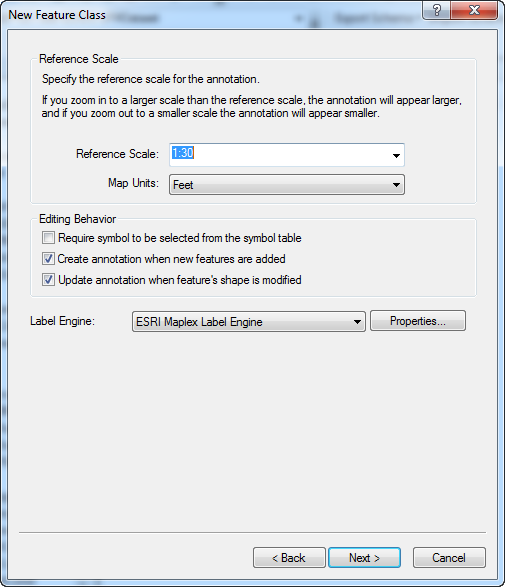 New Feature Class
Reference Scale
Specify the reference scale for the annotation.
If you zoom in to a larger scale than the reference scale, the annotation will appear larger,
and if you zoom out to a smaller scale the annotation will appear smaller.
Reference Scale: 1:30
Map Units: Feet
Editing Behavior
Require symbol to be selected from the symbol table
Create annotation when new features are added
Update annotation when feature's shape is modified
Label Engine: ESRI Maplex Label Engine Properties...
< Back Next > Cancel